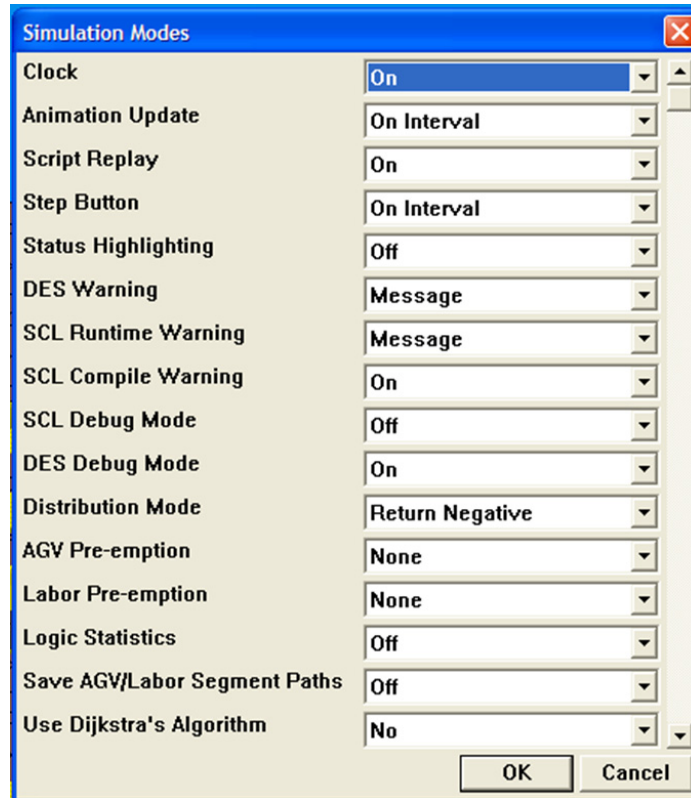 Simulation Modes
Clock On
Animation Update On Interval
Script Replay On
Step Button On Interval
Status Highlighting Off
DES Warning Message
SCL Runtime Warning Message
SCL Compile Warning On
SCL Debug Mode Off
DES Debug Mode On
Distribution Mode Return Negative
AGV Pre-emption None
Labor Pre-emption None
Logic Statistics Off
Save AGV/Labor Segment Paths Off
Use Dijkstra's Algorithm No
OK Cancel